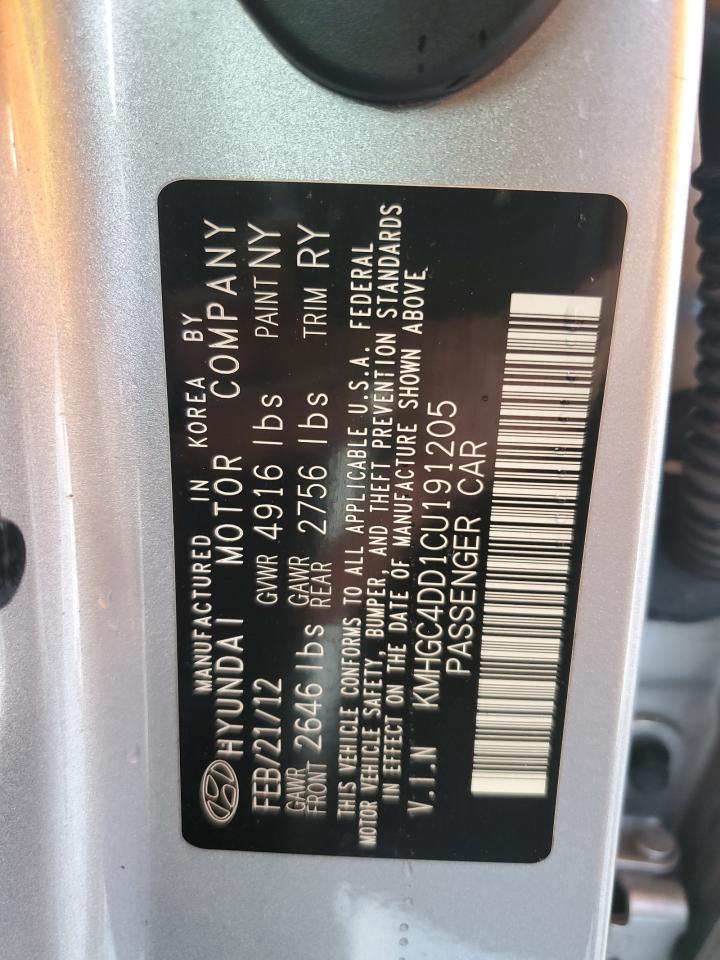 MANUFACTURED IN KOREA BY
HYUNDAI MOTOR COMPANY
FEB/21/12 GVWR 4916 lbs PAINT NY
GAWR FRONT 2646 lbs GAWR REAR 2756 lbs TRIM RY
THIS VEHICLE CONFORMS TO ALL APPLICABLE U.S.A. FEDERAL
MOTOR VEHICLE SAFETY, BUMPER, AND THEFT PREVENTION STANDARDS
IN EFFECT ON THE DATE OF MANUFACTURE SHOWN ABOVE.
V.I.N KMHGC4DD1CU191205
PASSENGER CAR